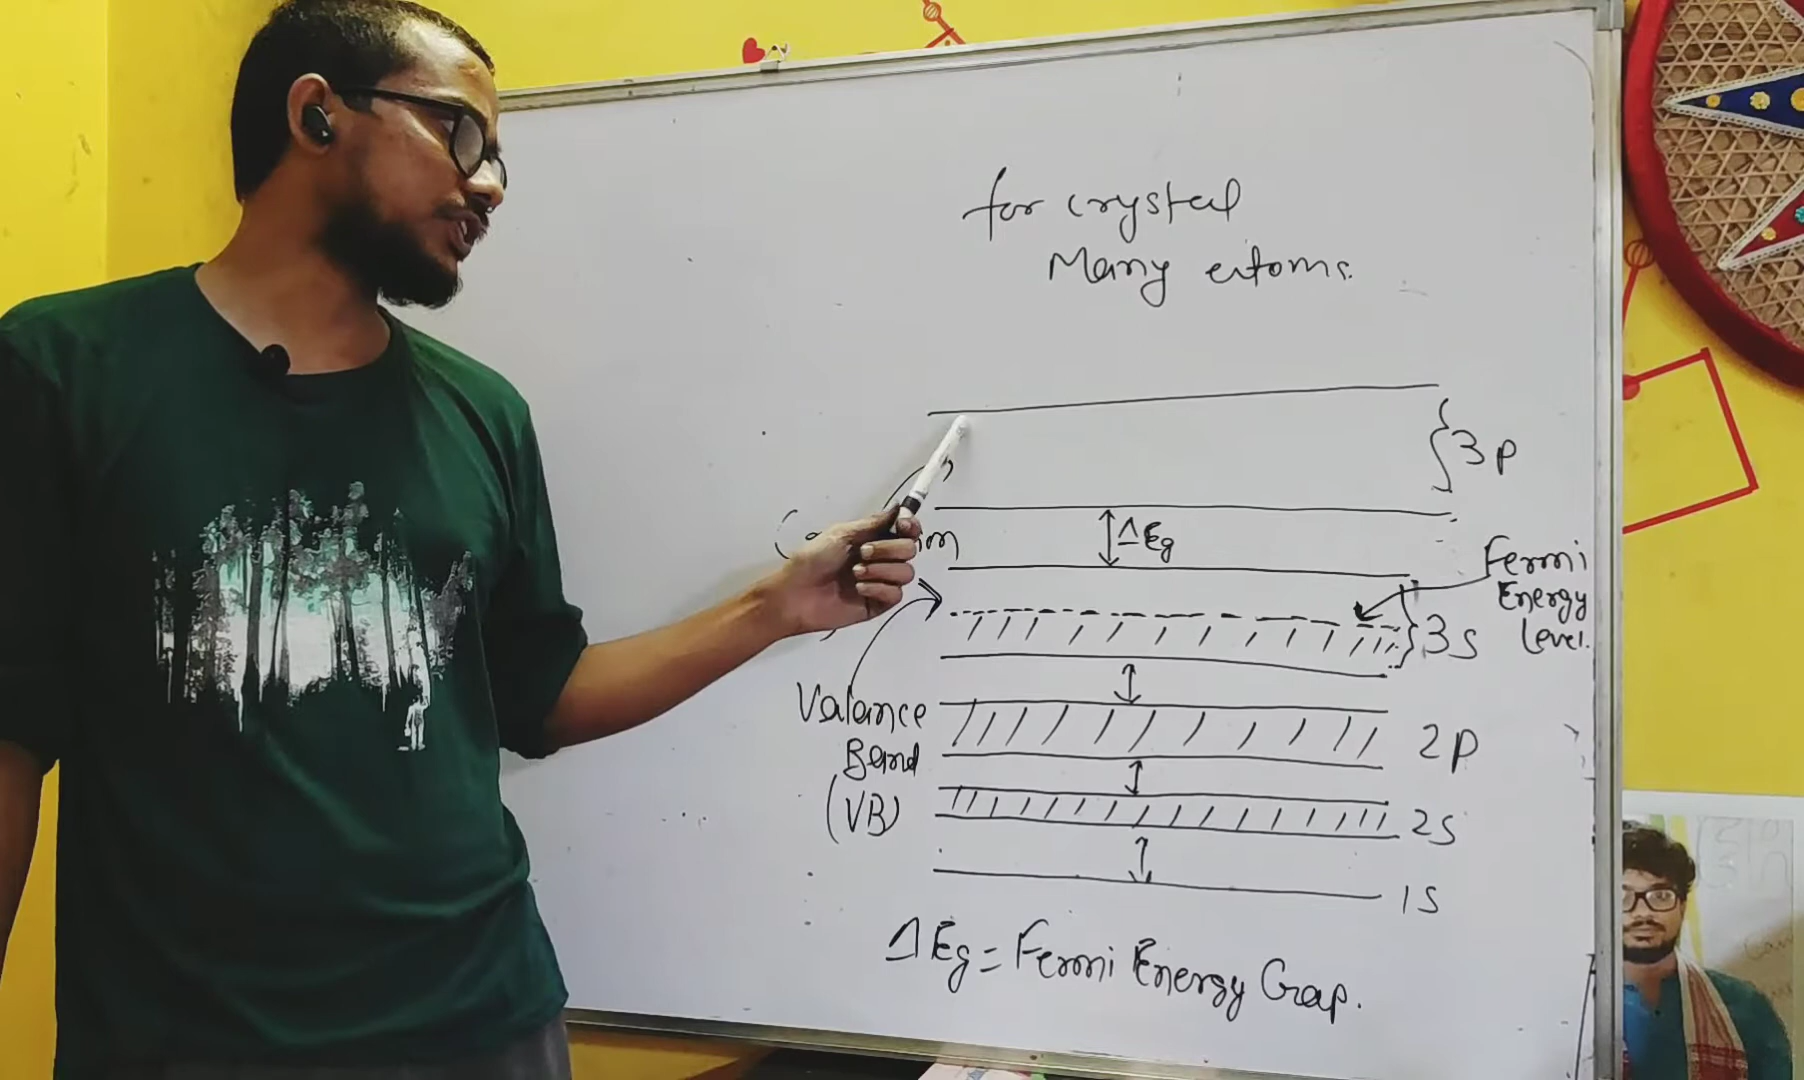 for crystal
Many atoms.
3p
ΔEg
Fermi
Energy
Level.
3s
Valance
Band
(VB)
2p
2s
1s
ΔEg = Fermi Energy Gap.